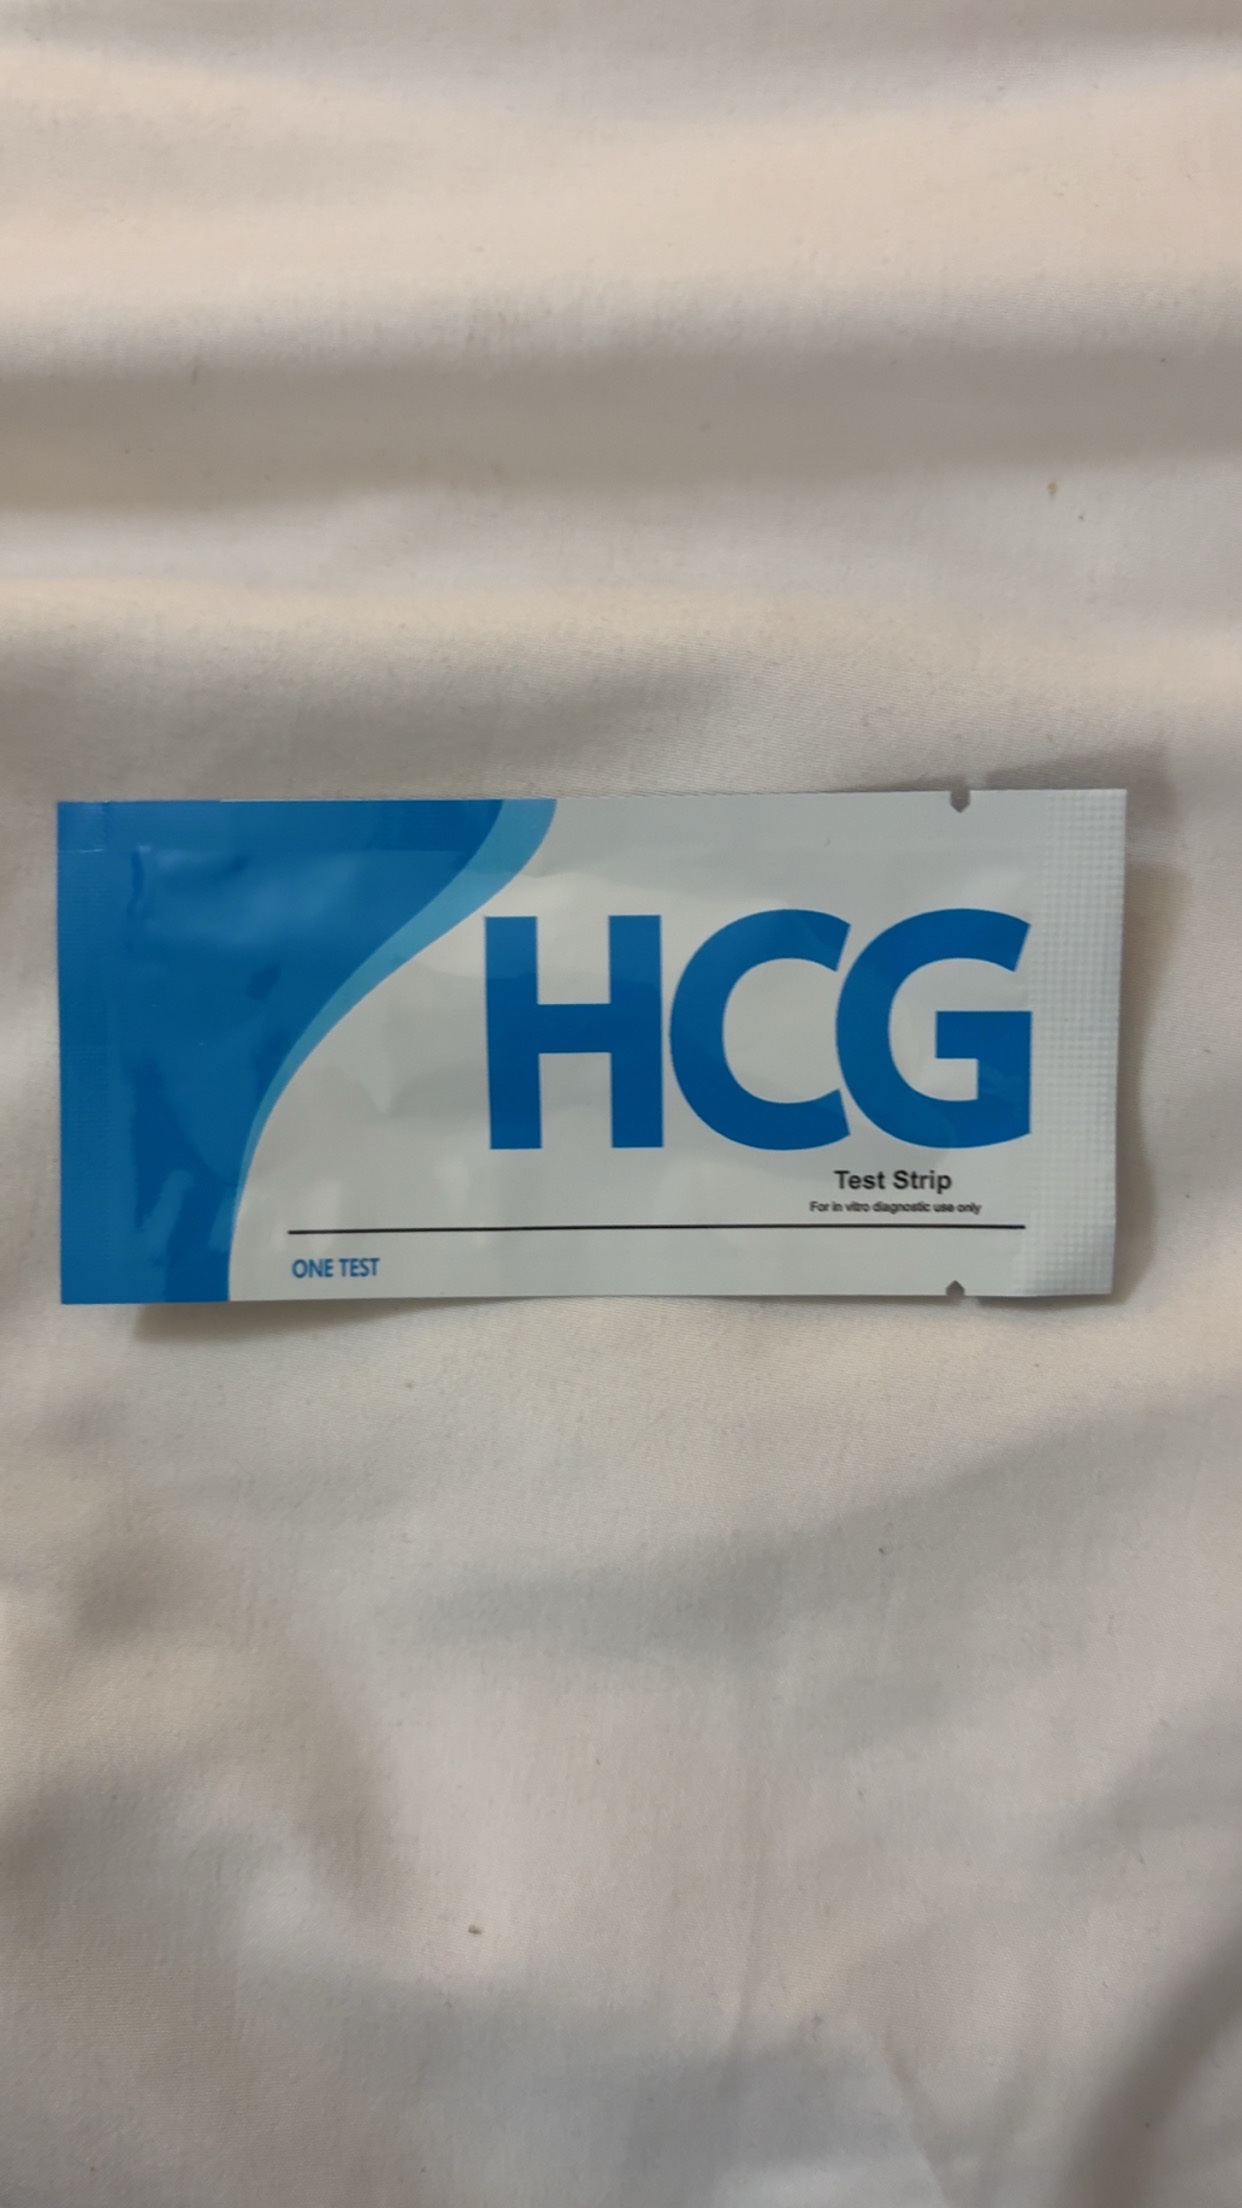 HCG
Test Strip
For in vitro diagnostic use only
ONE TEST